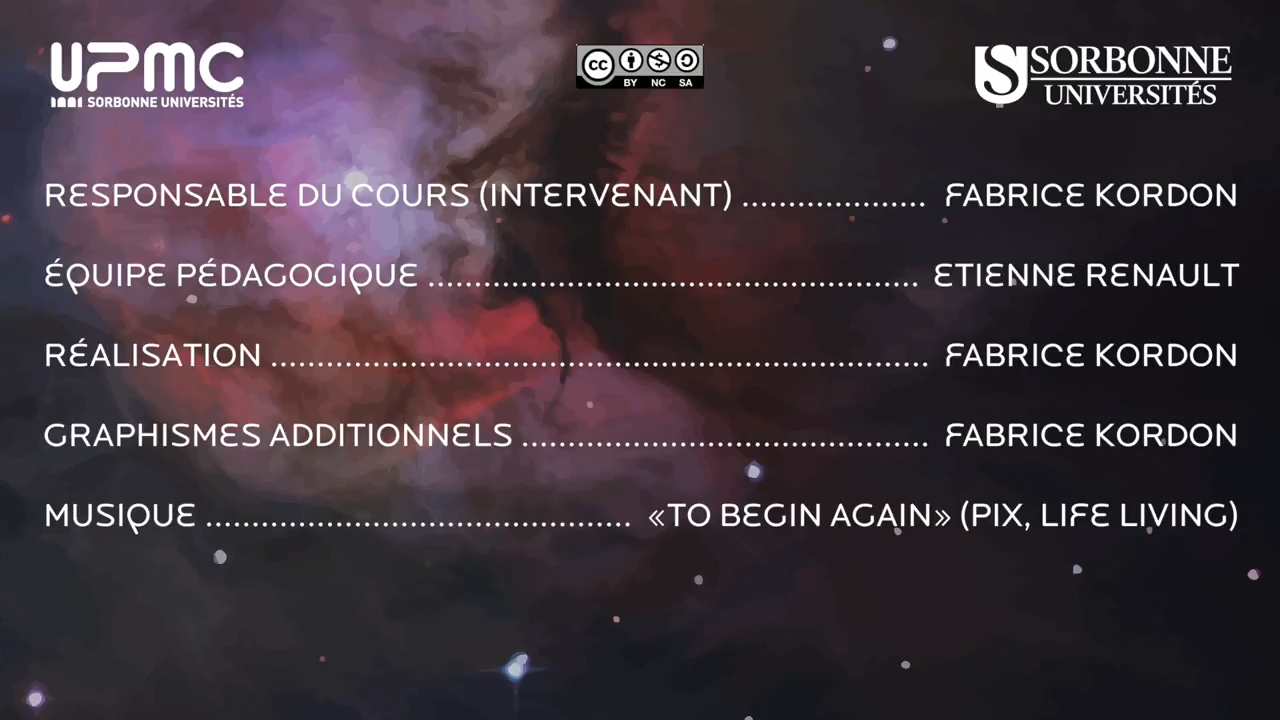 UPMC
SORBONNE UNIVERSITÉS
cc BY NC SA
SORBONNE
UNIVERSITÉS
RESPONSABLE DU COURS (INTERVENANT) .................... FABRICE KORDON
ÉQUIPE PÉDAGOGIQUE ..................................................... ETIENNE RENAULT
RÉALISATION ........................................................................ FABRICE KORDON
GRAPHISMES ADDITIONNELS ............................................ FABRICE KORDON
MUSIQUE .............................................. «TO BEGIN AGAIN» (PIX, LIFE LIVING)